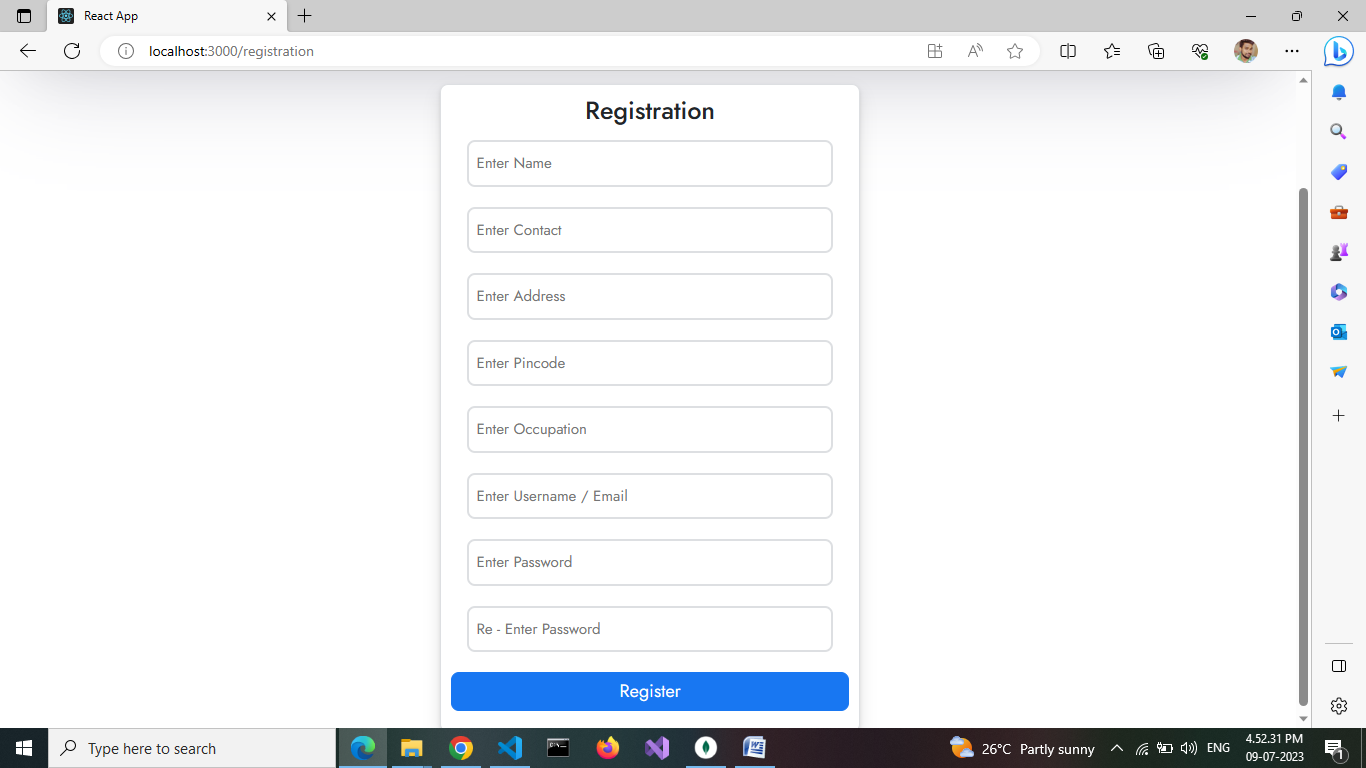 React App
localhost:3000/registration
Registration
Enter Name
Enter Contact
Enter Address
Enter Pincode
Enter Occupation
Enter Username / Email
Enter Password
Re - Enter Password
Register
Type here to search
26°C Partly sunny
ENG
4.52.31 PM
09-07-2023
1